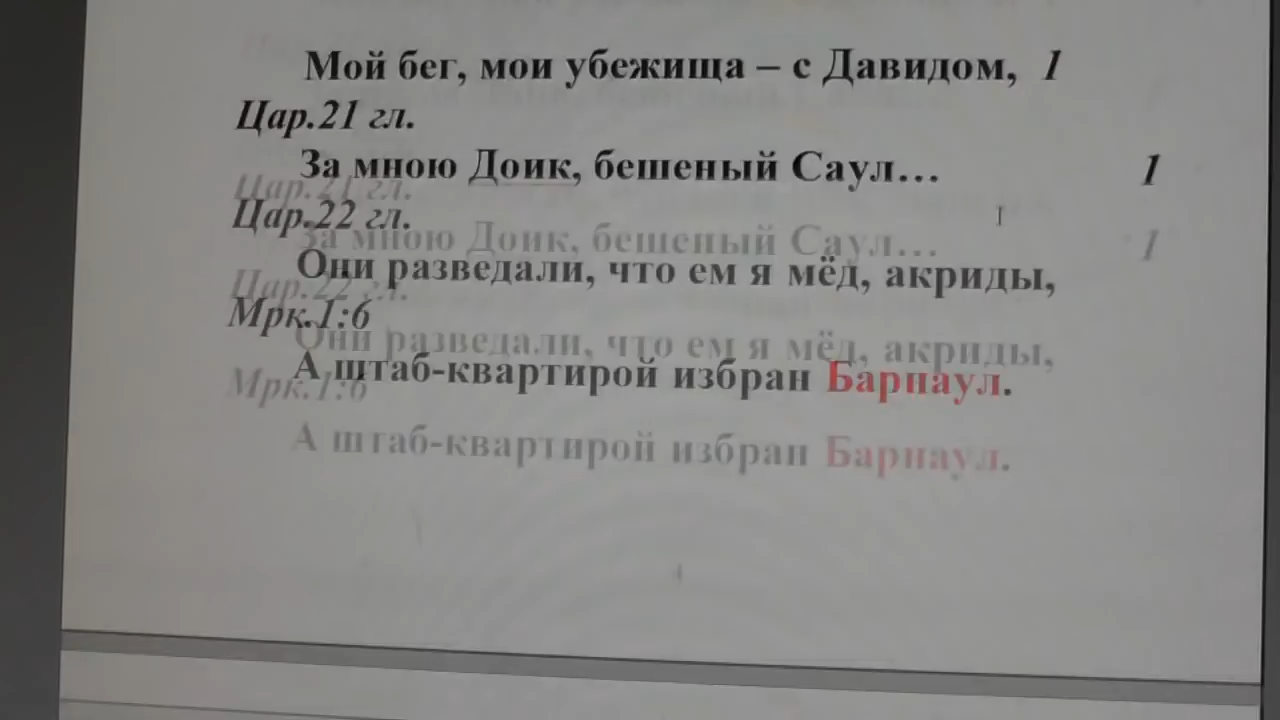 Мой бег, мои убежища – с Давидом, 1
Цар.21 гл.
За мною Доик, бешеный Саул… 1
Цар.22 гл.
Они разведали, что ем я мёд, акриды,
Мрк.1:6
А штаб-квартирой избран Барнаул.